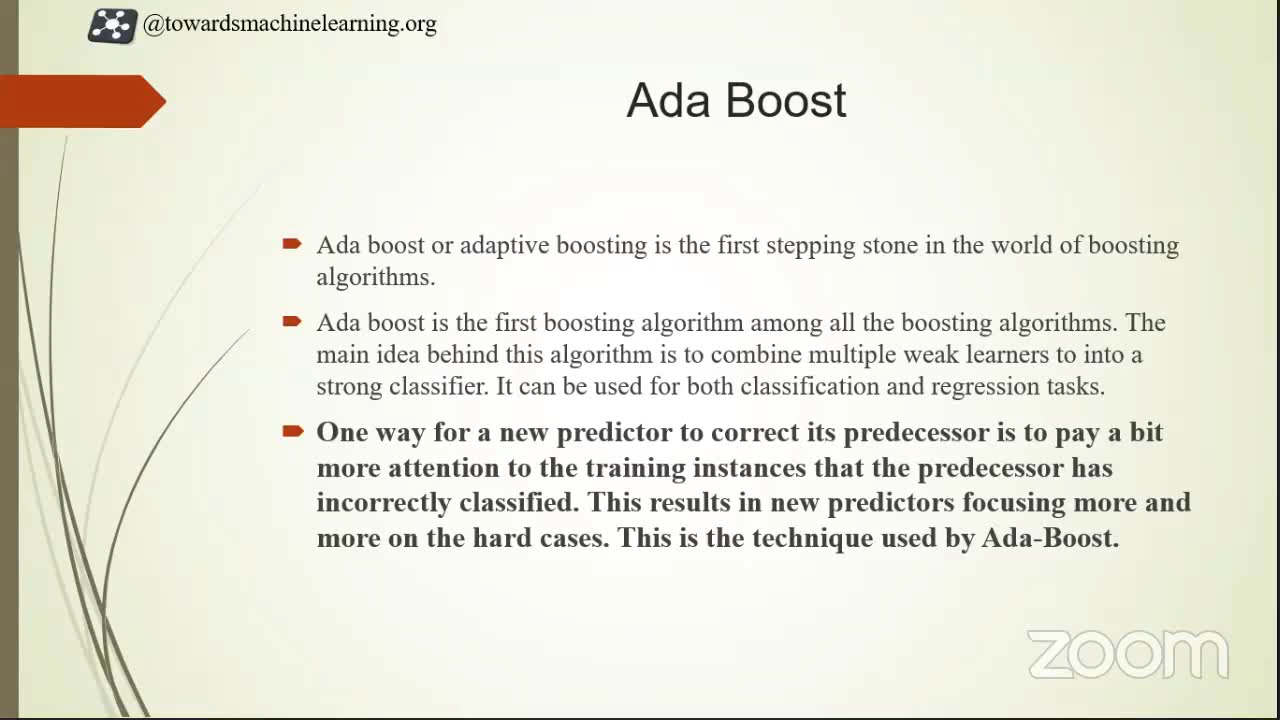 @towardsmachinelearning.org
Ada Boost
Ada boost or adaptive boosting is the first stepping stone in the world of boosting
algorithms.
Ada boost is the first boosting algorithm among all the boosting algorithms. The
main idea behind this algorithm is to combine multiple weak learners to into a
strong classifier. It can be used for both classification and regression tasks.
One way for a new predictor to correct its predecessor is to pay a bit
more attention to the training instances that the predecessor has
incorrectly classified. This results in new predictors focusing more and
more on the hard cases. This is the technique used by Ada-Boost.
zoom